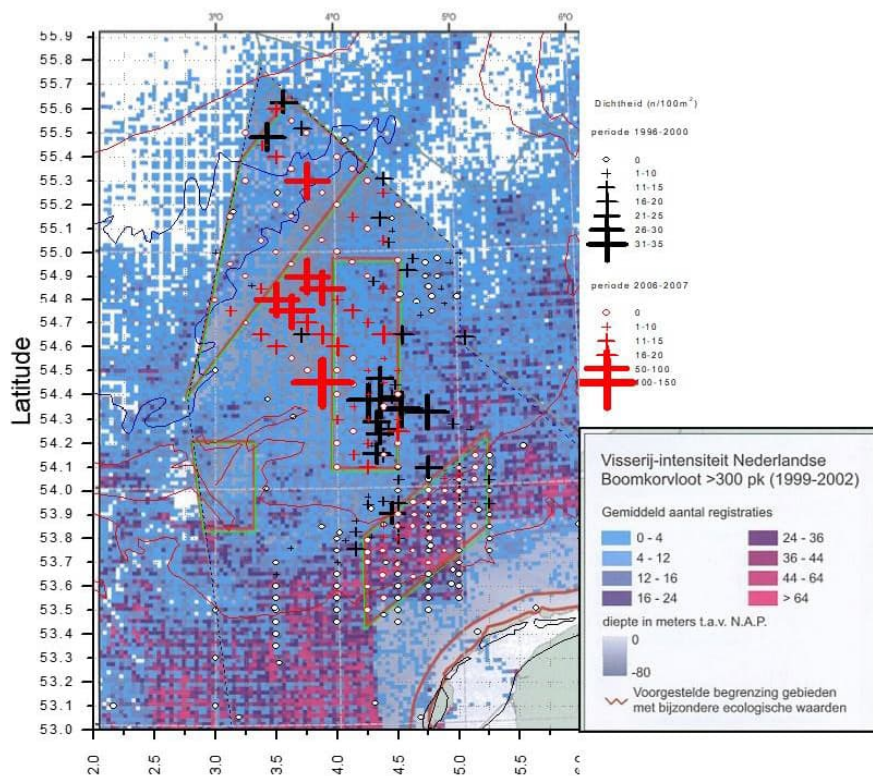 3°0 4°0 5°0 6°0
55.9
55.8
55.7
55.6
55.5
55.4
55.3
55.2
55.1
55.0
54.9
54.8
54.7
54.6
54.5
54.4
54.3
54.2
54.1
54.0
53.9
53.8
53.7
53.6
53.5
53.4
53.3
53.2
53.1
53.0
Latitude
2.0 2.5 3.0 3.5 4.0 4.5 5.0 5.5
Dichtheid (n/100m²)
periode 1996-2000
0
1-10
11-15
16-20
21-25
26-30
31-35
periode 2006-2007
0
1-10
11-15
16-20
50-100
100-150
Visserij-intensiteit Nederlandse
Boomkorvloot >300 pk (1999-2002)
Gemiddeld aantal registraties
0 - 4 24 - 36
4 - 12 36 - 44
12 - 16 44 - 64
16 - 24 > 64
diepte in meters t.a.v. N.A.P.
0
-80
Voorgestelde begrenzing gebieden
met bijzondere ecologische waarden